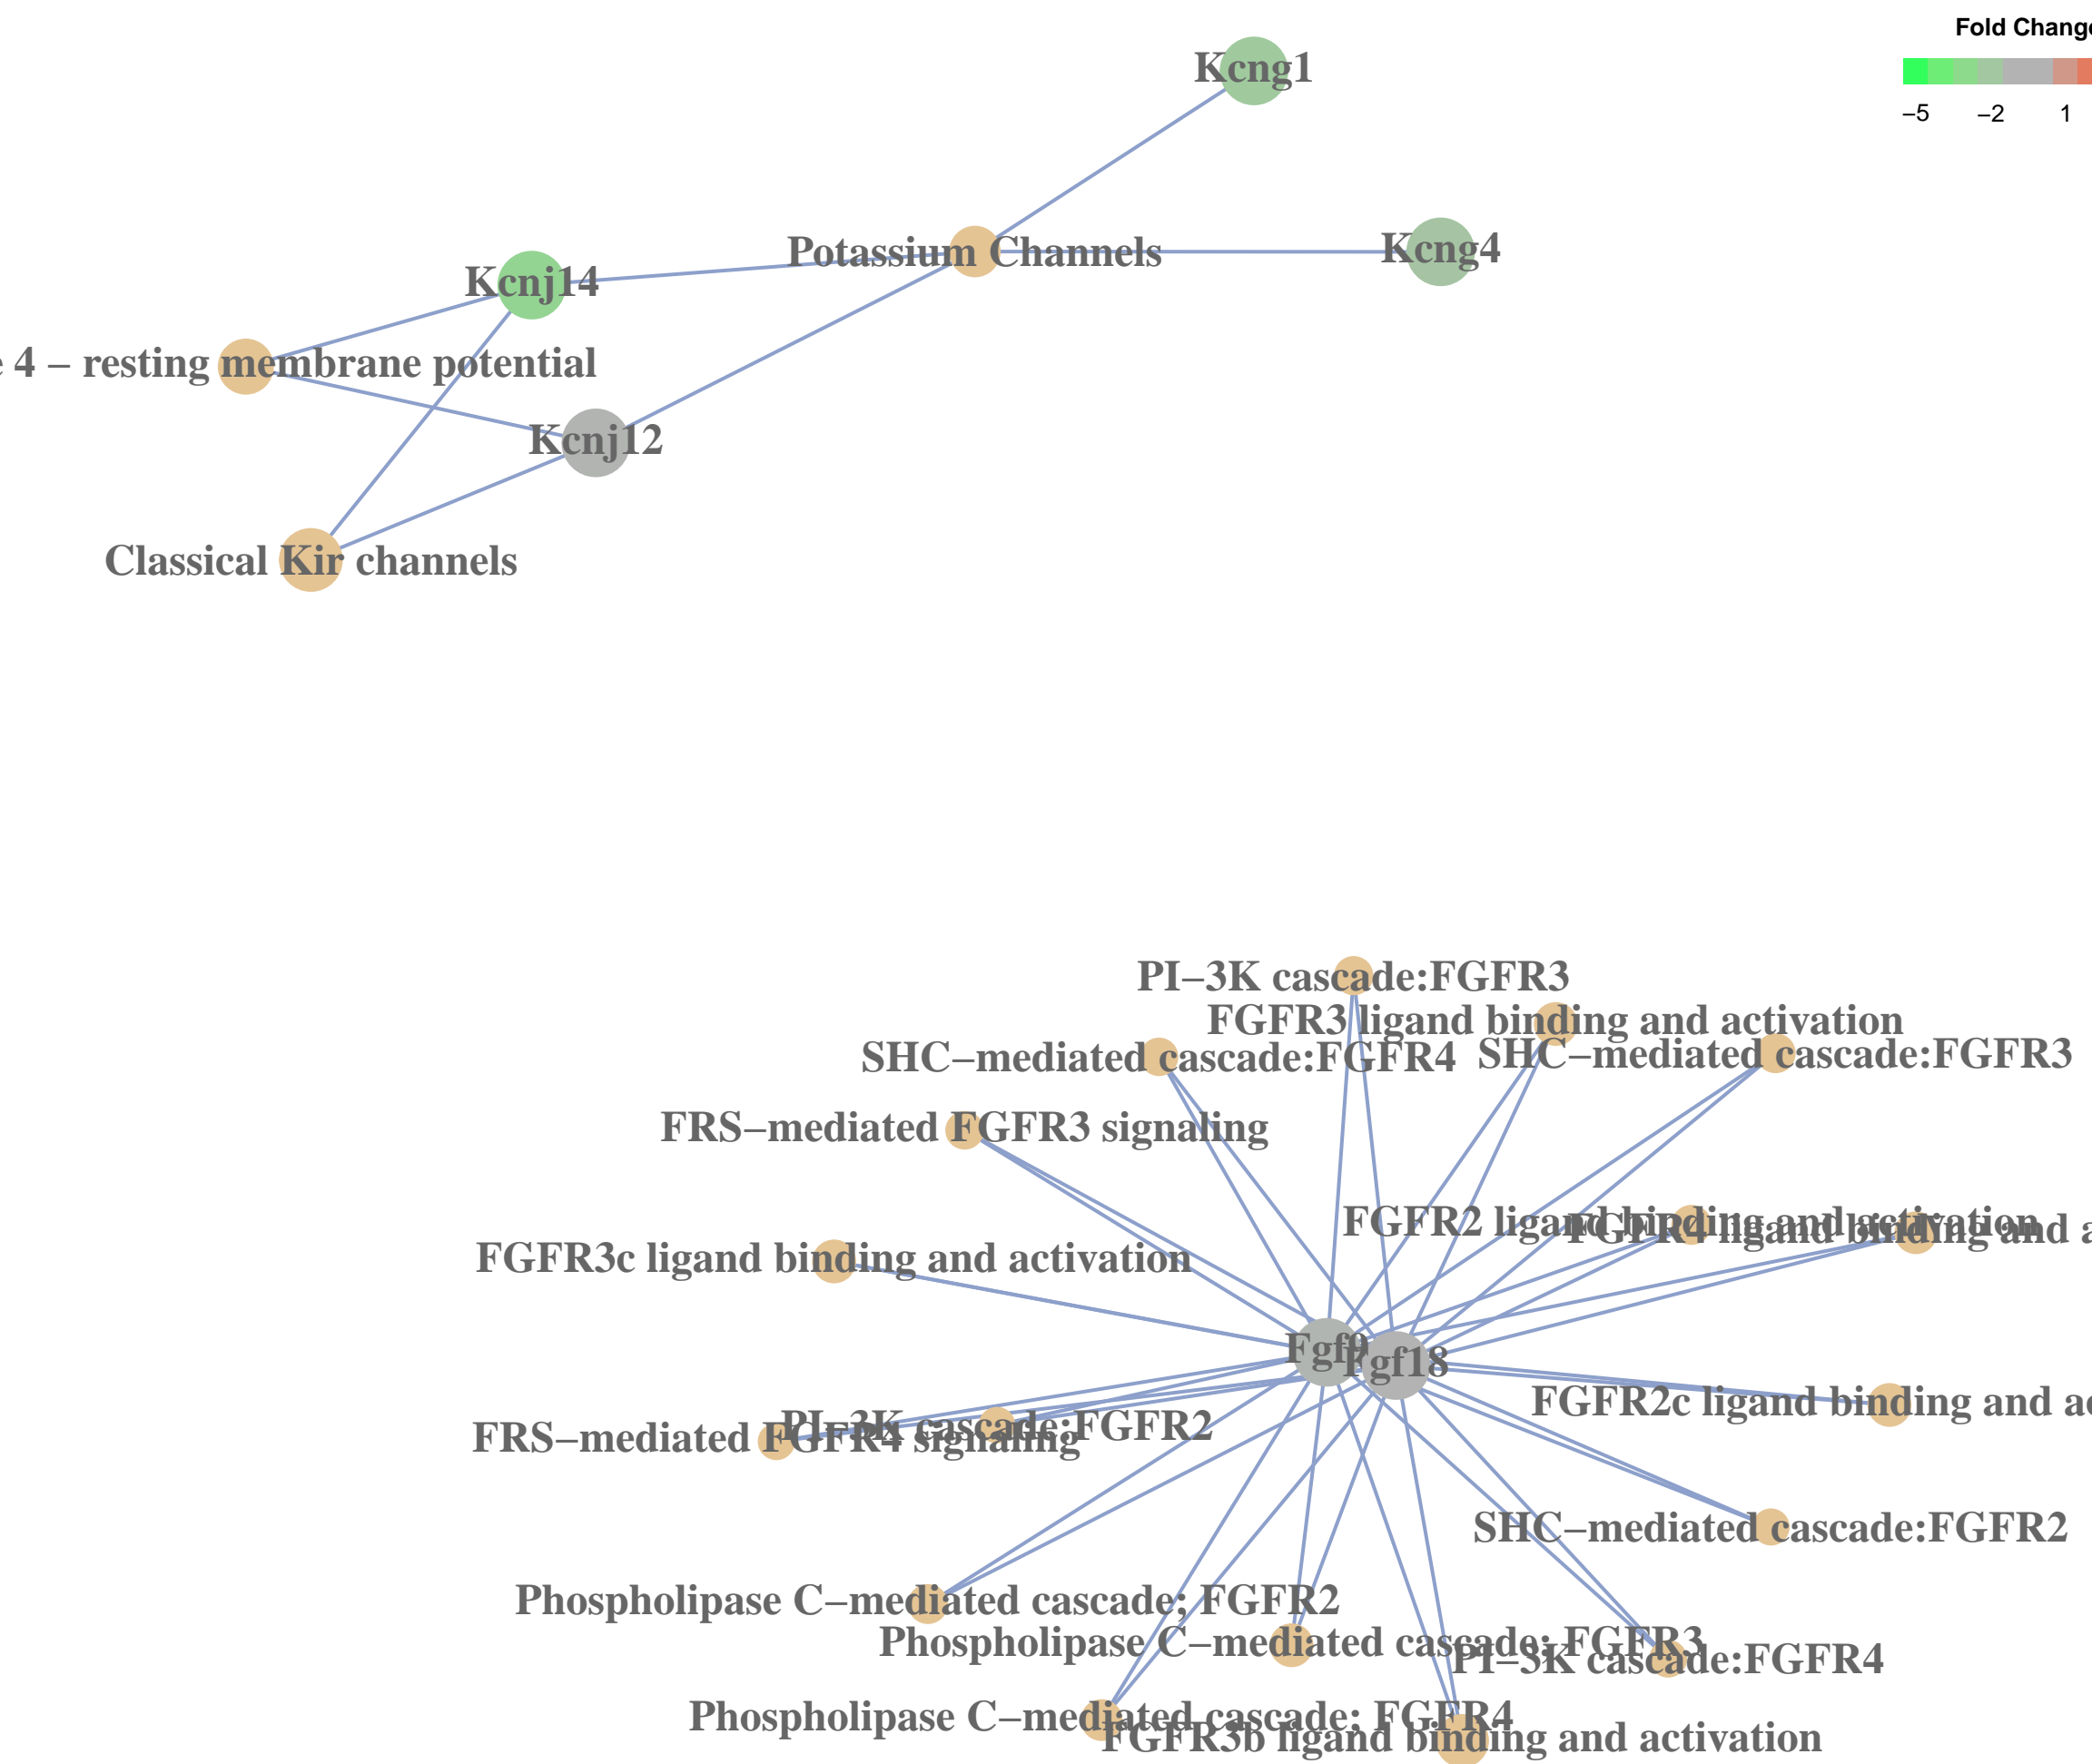 Fold Change
−5 −2 1
Kcng1
Potassium Channels
Kcng4
Kcnj14
4 − resting membrane potential
Kcnj12
Classical Kir channels
PI−3K cascade:FGFR3
FGFR3 ligand binding and activation
SHC−mediated cascade:FGFR4
SHC−mediated cascade:FGFR3
FRS−mediated FGFR3 signaling
FGFR2 ligand binding and activation
FGFR4 ligand binding and
FGFR3c ligand binding and activation
Fgf9
Fgf18
FGFR2c ligand binding and
PI−3K cascade:FGFR2
FRS−mediated FGFR4 signaling
SHC−mediated cascade:FGFR2
Phospholipase C−mediated cascade; FGFR2
Phospholipase C−mediated cascade; FGFR3
PI−3K cascade:FGFR4
Phospholipase C−mediated cascade; FGFR4
FGFR3b ligand binding and activation